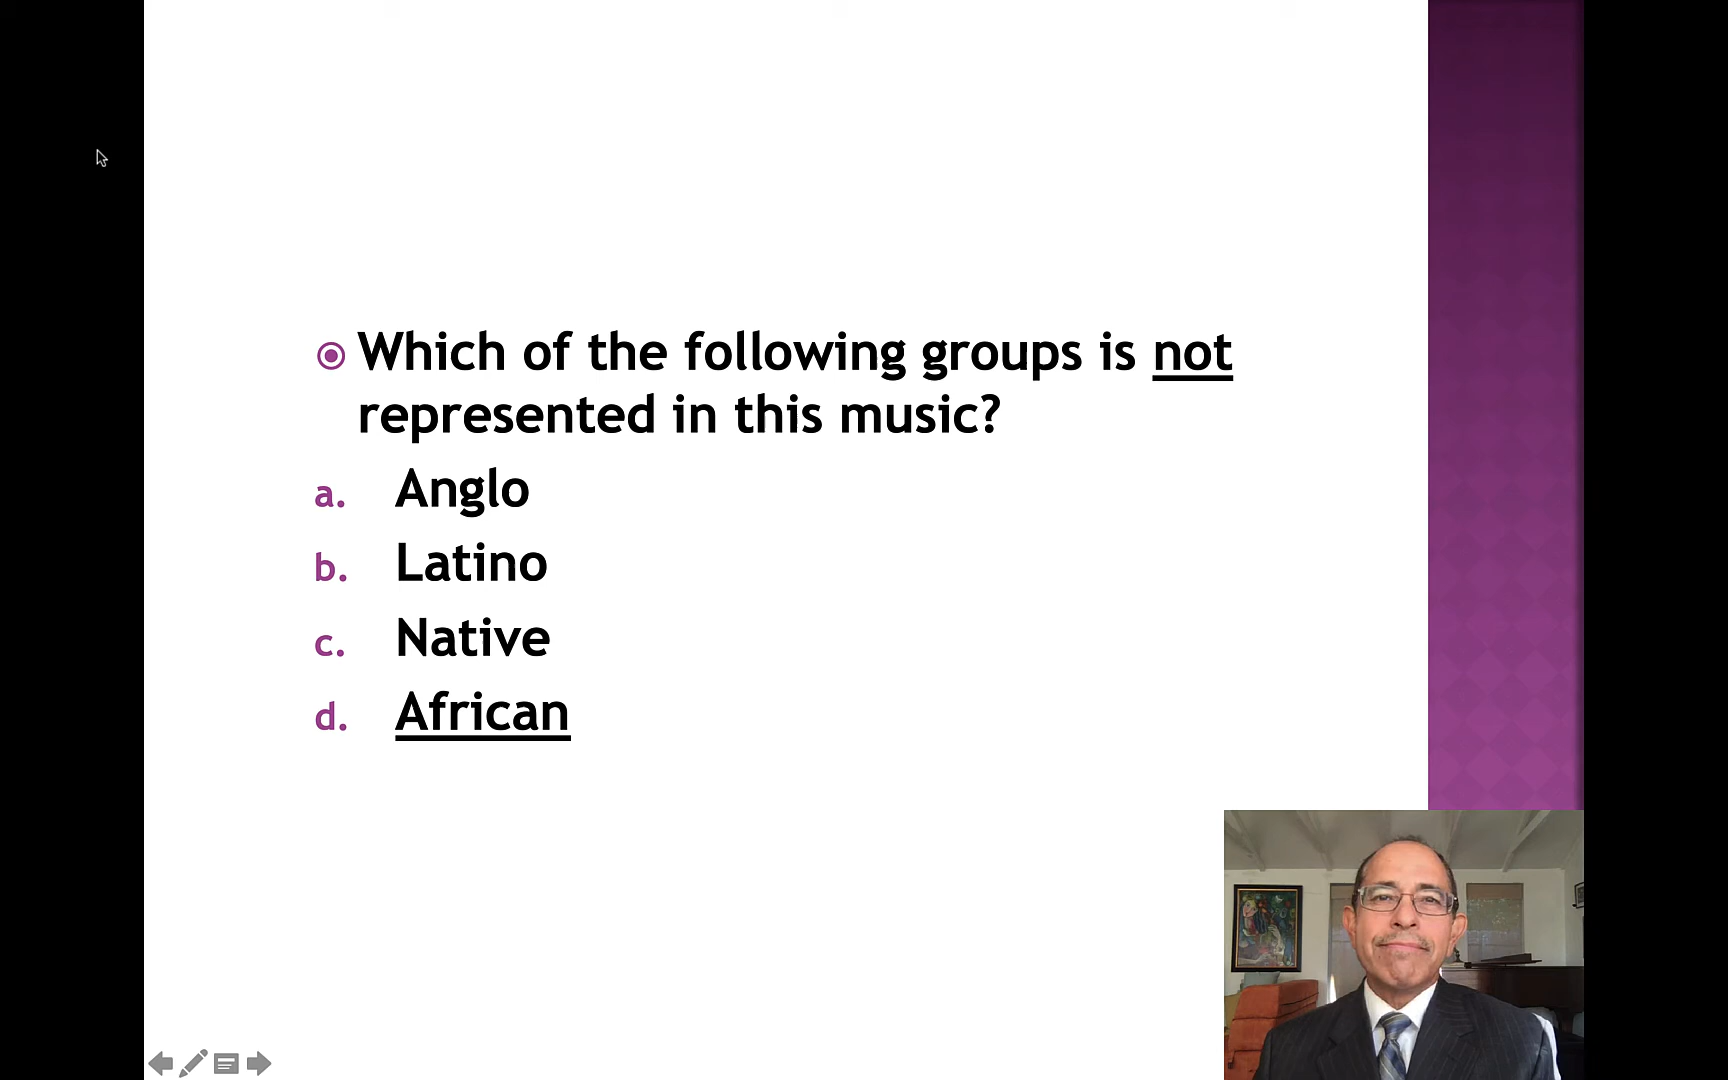 Which of the following groups is not
represented in this music?
a. Anglo
b. Latino
c. Native
d. African